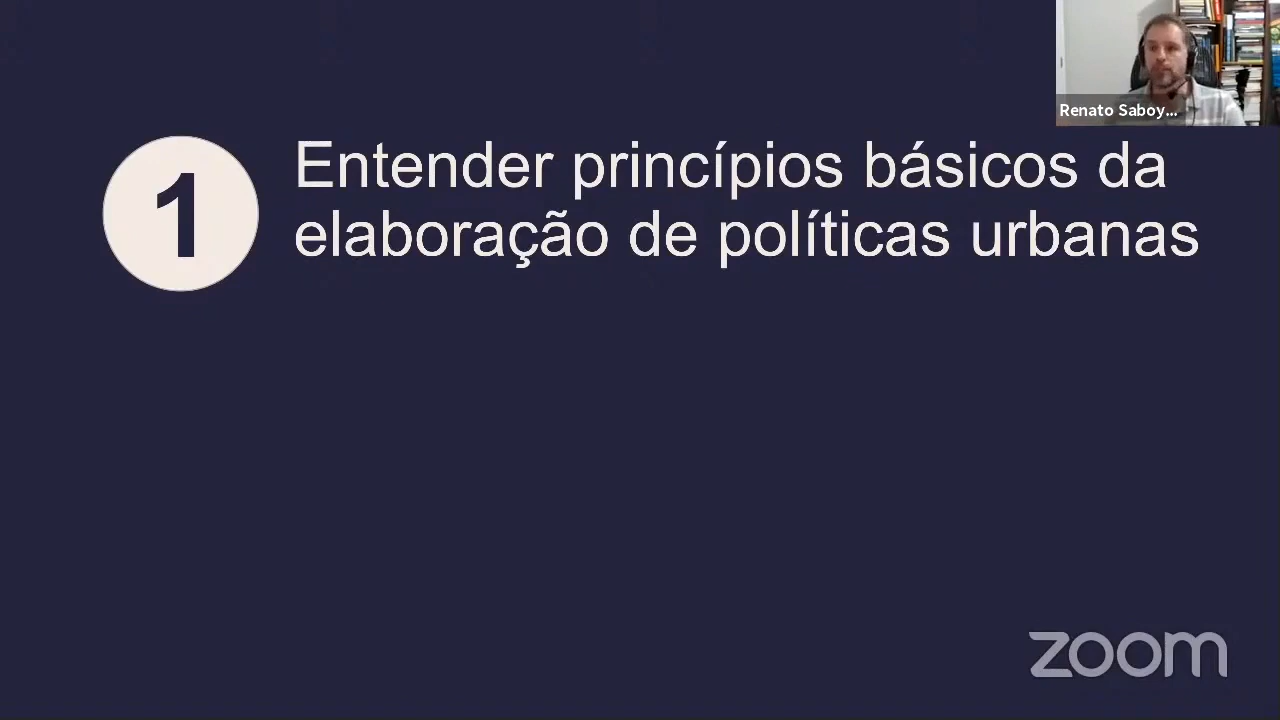 Renato Saboy...
1
Entender princípios básicos da
elaboração de políticas urbanas
zoom